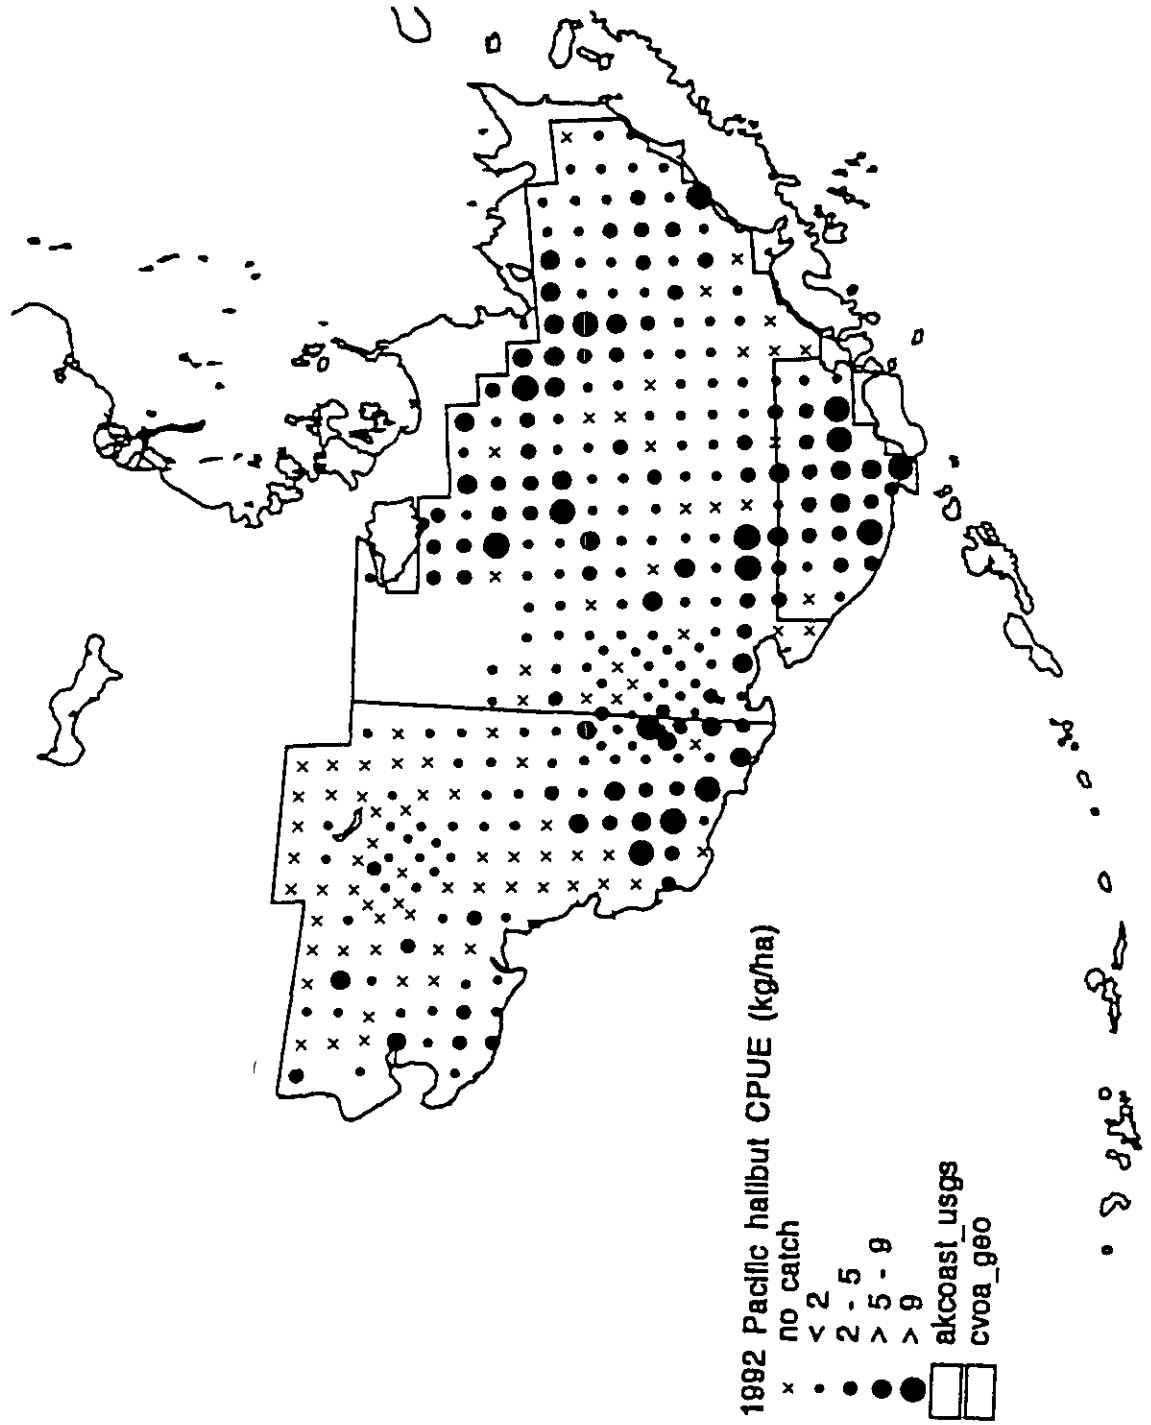 1992 Pacific halibut CPUE (kg/ha)
× no catch
< 2
2 - 5
> 5 - 9
> 9
akcoast_usgs
cvoa_geo